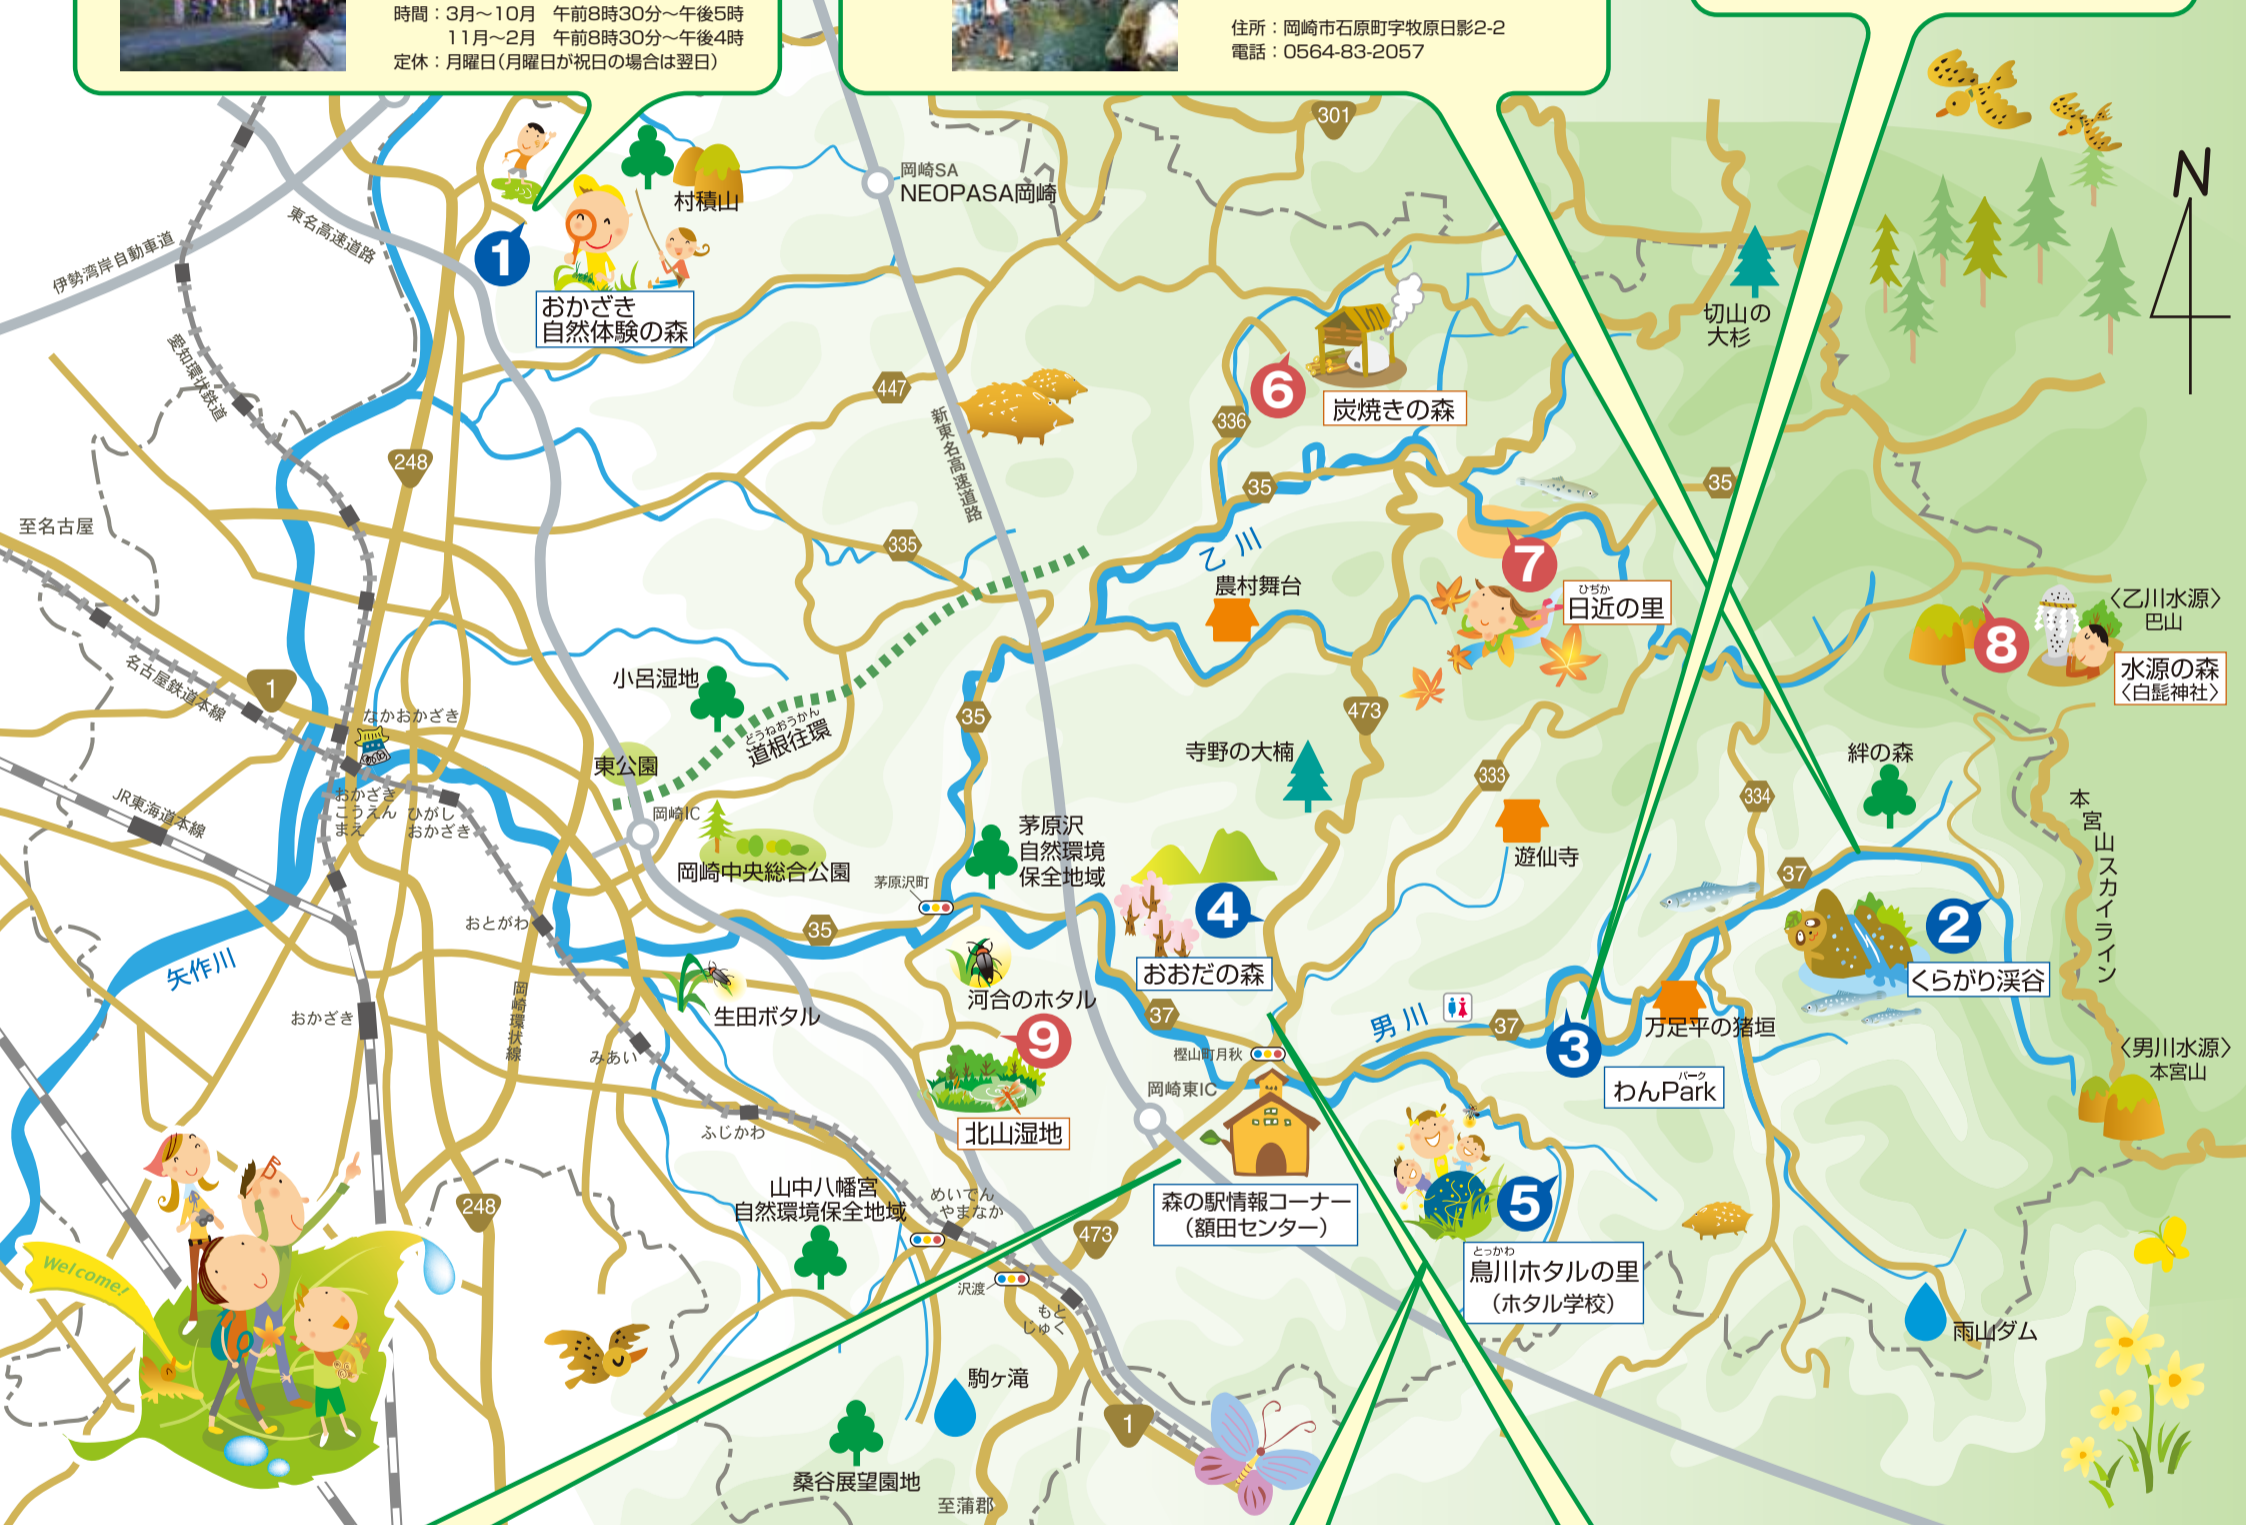 時間：3月〜10月　午前8時30分〜午後5時
11月〜2月　午前8時30分〜午後4時
定休：月曜日（月曜日が祝日の場合は翌日）
住所：岡崎市石原町字牧原日影2-2
電話：0564-83-2057
301
N
岡崎SA
NEOPASA岡崎
村積山
東名高速道路
伊勢湾岸自動車道
1
おかざき
自然体験の森
愛知環状鉄道
切山の
大杉
447
新東名高速道路
6
炭焼きの森
336
248
35
35
至名古屋
335
乙川
7
農村舞台
ひぢか
日近の里
〈乙川水源〉
巴山
8
水源の森
〈白髭神社〉
名古屋鉄道本線
1
なかおかざき
小呂湿地
どうねおうかん
道根往環
35
473
東公園
寺野の大楠
絆の森
333
334
本宮山スカイライン
JR東海道本線
おかざき
こうえん
まえ
ひがし
おかざき
岡崎IC
岡崎中央総合公園
茅原沢
自然環境
保全地域
茅原沢町
遊仙寺
37
4
2
おとがわ
35
矢作川
おおだの森
くらがり渓谷
河合のホタル
生田ボタル
岡崎環状線
おかざき
37
男川
37
万足平の猪垣
9
3
みあい
樫山町月秋
〈男川水源〉
本宮山
岡崎東IC
パーク
わんPark
ふじかわ
北山湿地
山中八幡宮
自然環境保全地域
めいでん
やまなか
森の駅情報コーナー
（額田センター）
5
248
473
とっかわ
鳥川ホタルの里
（ホタル学校）
Welcome!
沢渡
もと
じゅく
雨山ダム
駒ヶ滝
1
桑谷展望園地
至蒲郡